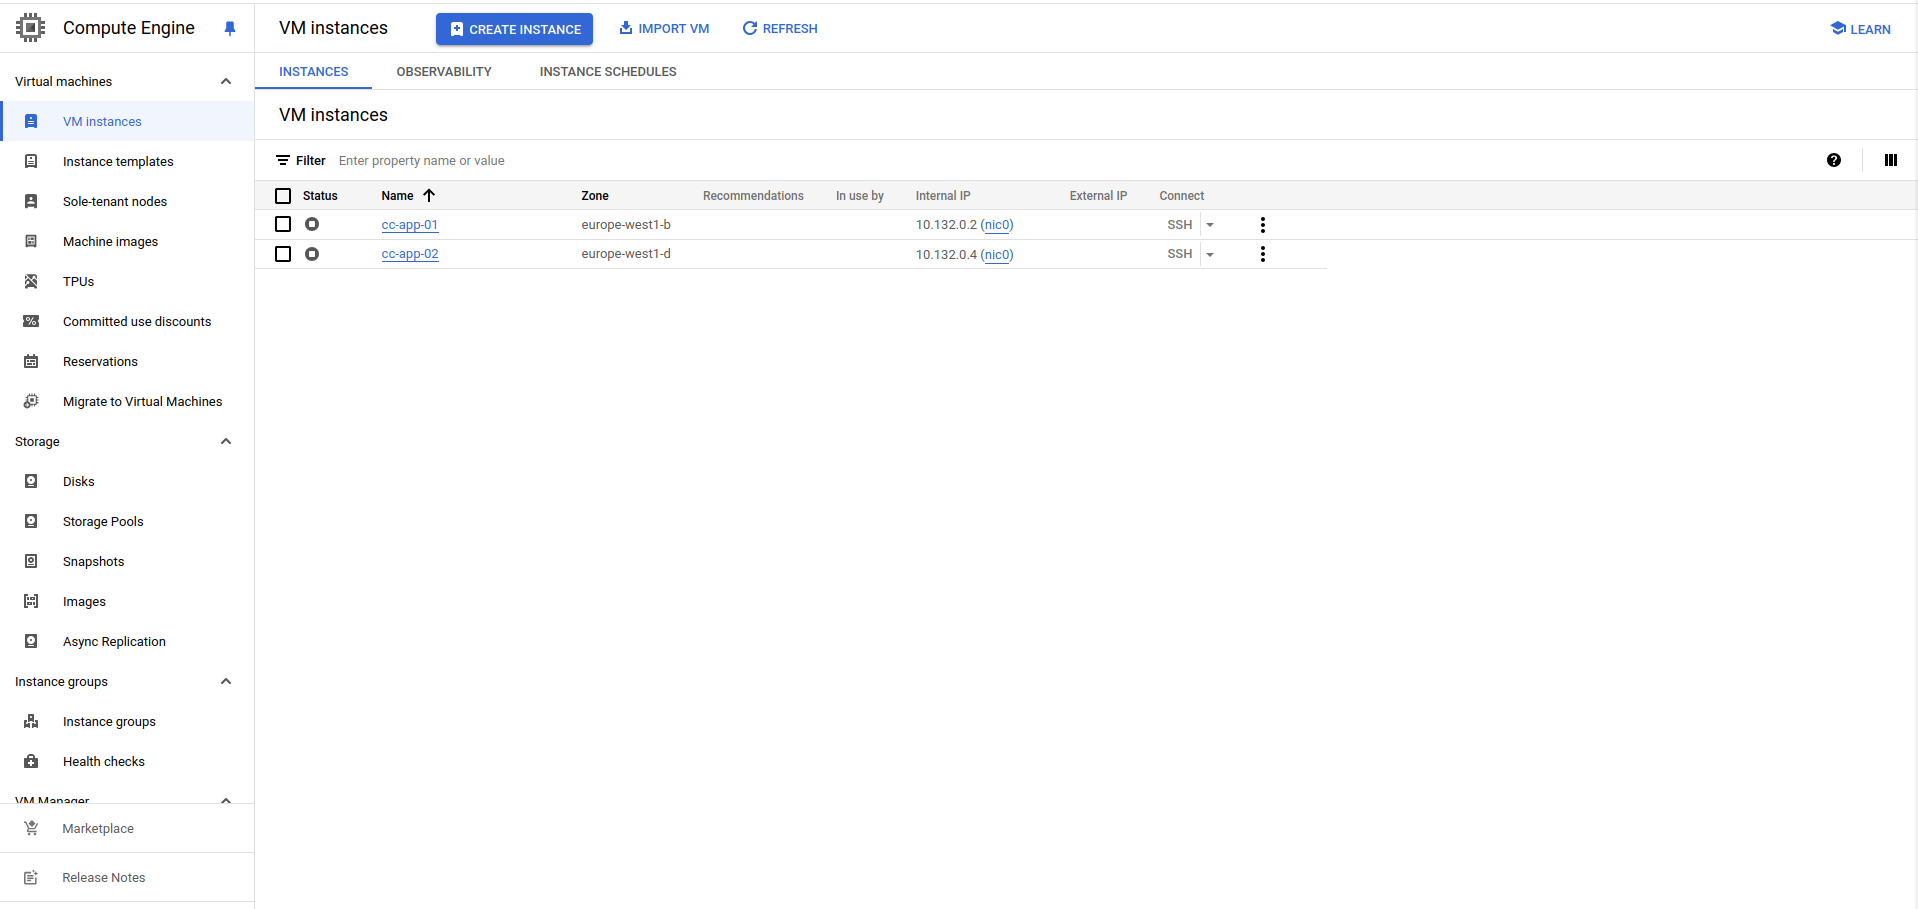 Compute Engine
VM instances
CREATE INSTANCE
IMPORT VM
REFRESH
LEARN
Virtual machines
VM instances
Instance templates
Sole-tenant nodes
Machine images
TPUs
Committed use discounts
Reservations
Migrate to Virtual Machines
Storage
Disks
Storage Pools
Snapshots
Images
Async Replication
Instance groups
Instance groups
Health checks
VM Manager
Marketplace
Release Notes
INSTANCES OBSERVABILITY INSTANCE SCHEDULES
VM instances
Filter Enter property name or value
Status Name Zone Recommendations In use by Internal IP External IP Connect
cc-app-01 europe-west1-b 10.132.0.2 (nic0) SSH
cc-app-02 europe-west1-d 10.132.0.4 (nic0) SSH